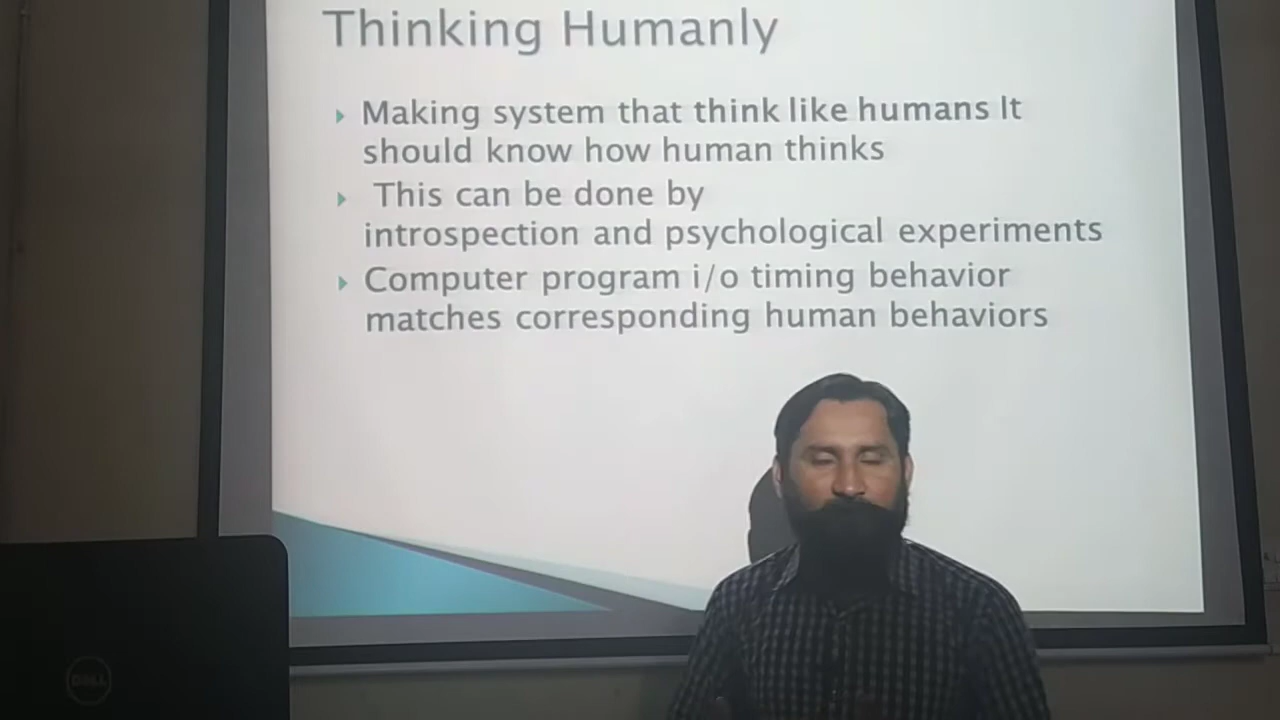 Thinking Humanly
Making system that think like humans It
should know how human thinks
This can be done by
introspection and psychological experiments
Computer program i/o timing behavior
matches corresponding human behaviors
DELL